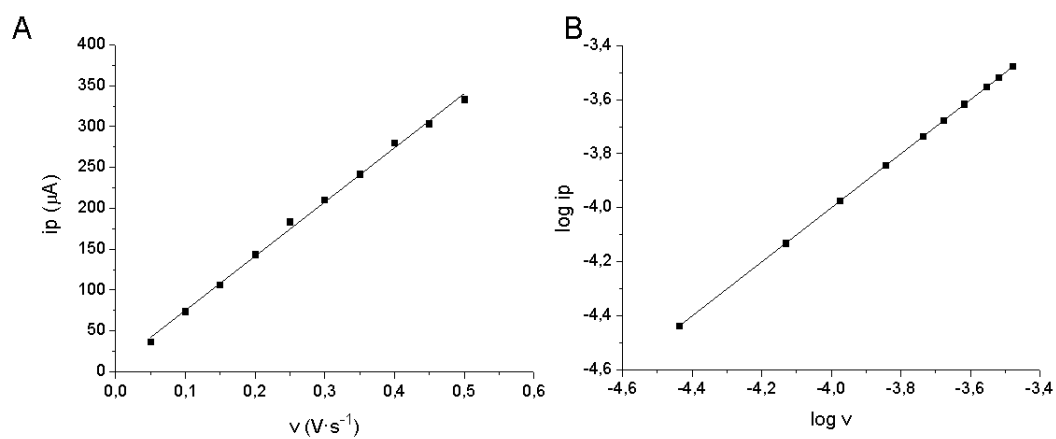 A
ip (µA)
400
350
300
250
200
150
100
50
0
0,0 0,1 0,2 0,3 0,4 0,5 0,6
v (V·s⁻¹)
B
log ip
-3,4
-3,6
-3,8
-4,0
-4,2
-4,4
-4,6
-4,6 -4,4 -4,2 -4,0 -3,8 -3,6 -3,4
log v